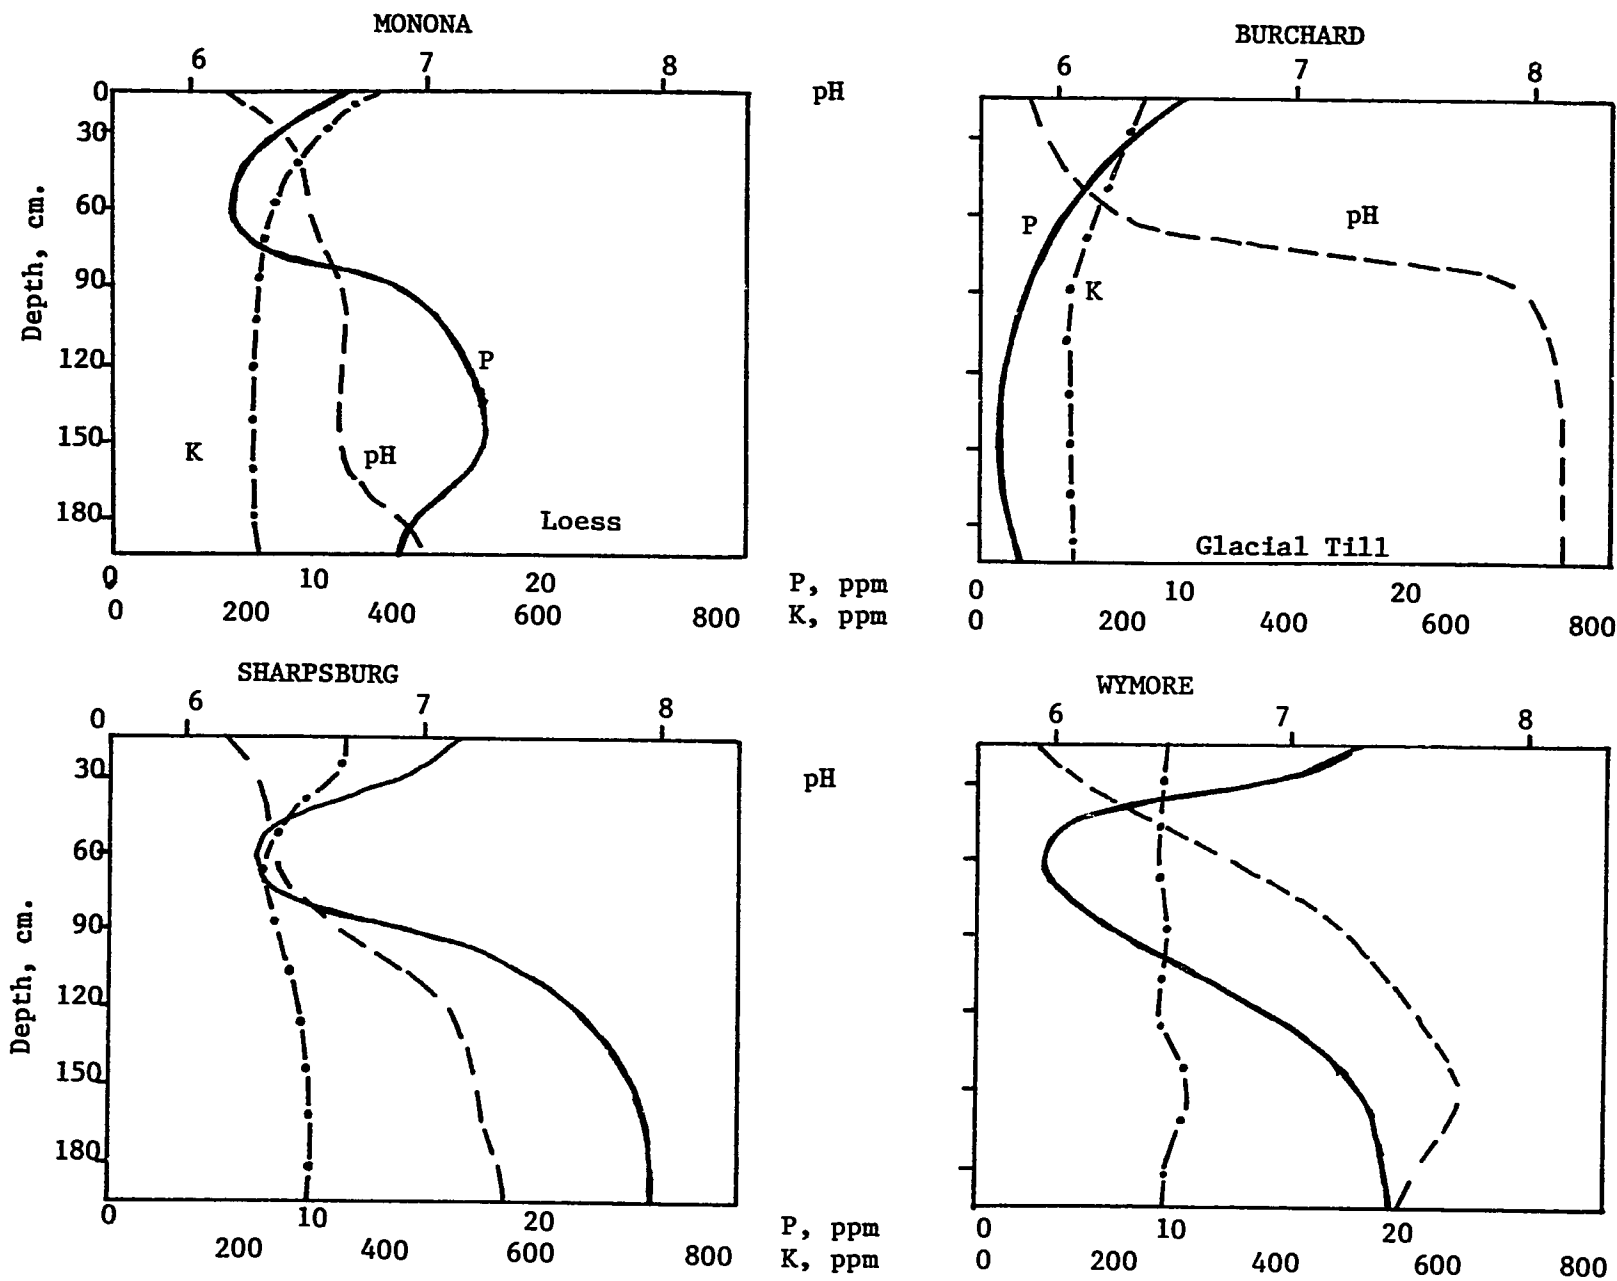 MONONA
6 7 8 pH
0
30
60
90
120
150
180
Depth, cm.
P
K
pH
Loess
0 10 20 P, ppm
0 200 400 600 800 K, ppm
BURCHARD
6 7 8
P
pH
K
Glacial Till
0 10 20
0 200 400 600 800
SHARPSBURG
6 7 8
0
30
60
90
120
150
180
pH
Depth, cm.
0 10 20 P, ppm
200 400 600 800 K, ppm
WYMORE
6 7 8
0 10 20
0 200 400 600 800